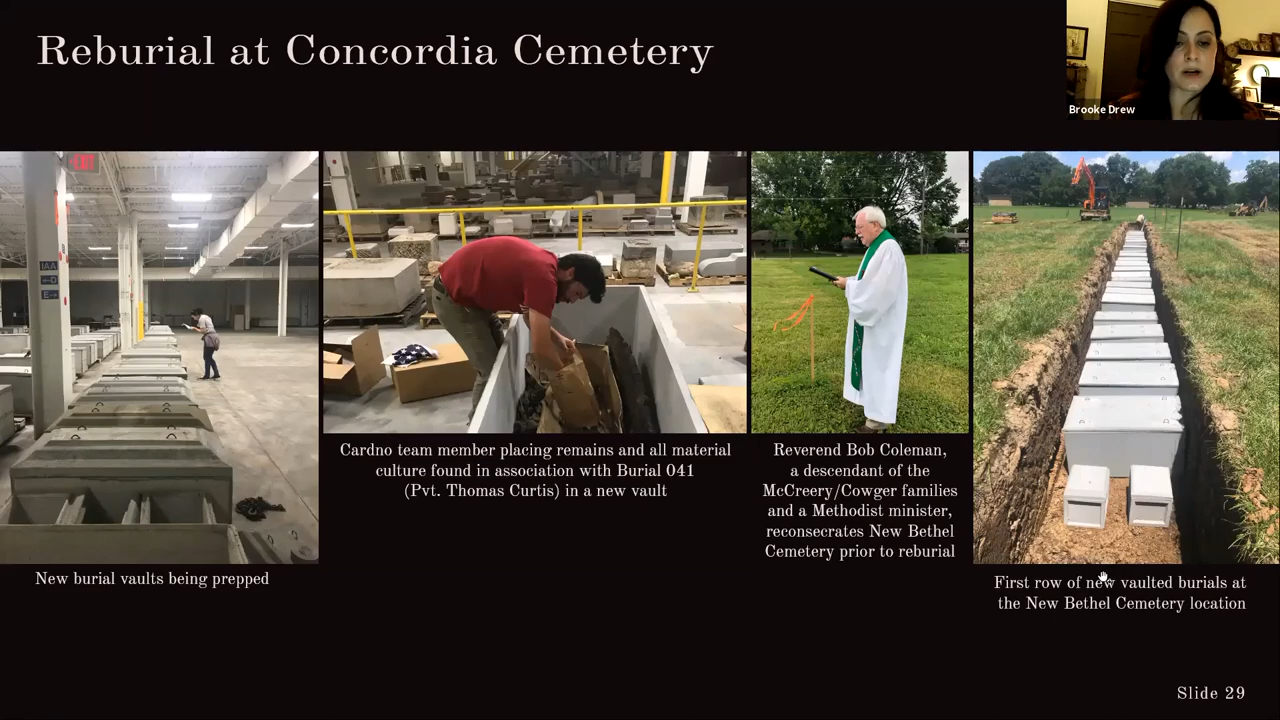 Reburial at Concordia Cemetery
Brooke Drew
EXIT
IAA
D
E
New burial vaults being prepped
Cardno team member placing remains and all material
culture found in association with Burial 041
(Pvt. Thomas Curtis) in a new vault
Reverend Bob Coleman,
a descendant of the
McCreery/Cowger families
and a Methodist minister,
reconsecrates New Bethel
Cemetery prior to reburial
First row of new vaulted burials at
the New Bethel Cemetery location
Slide 29